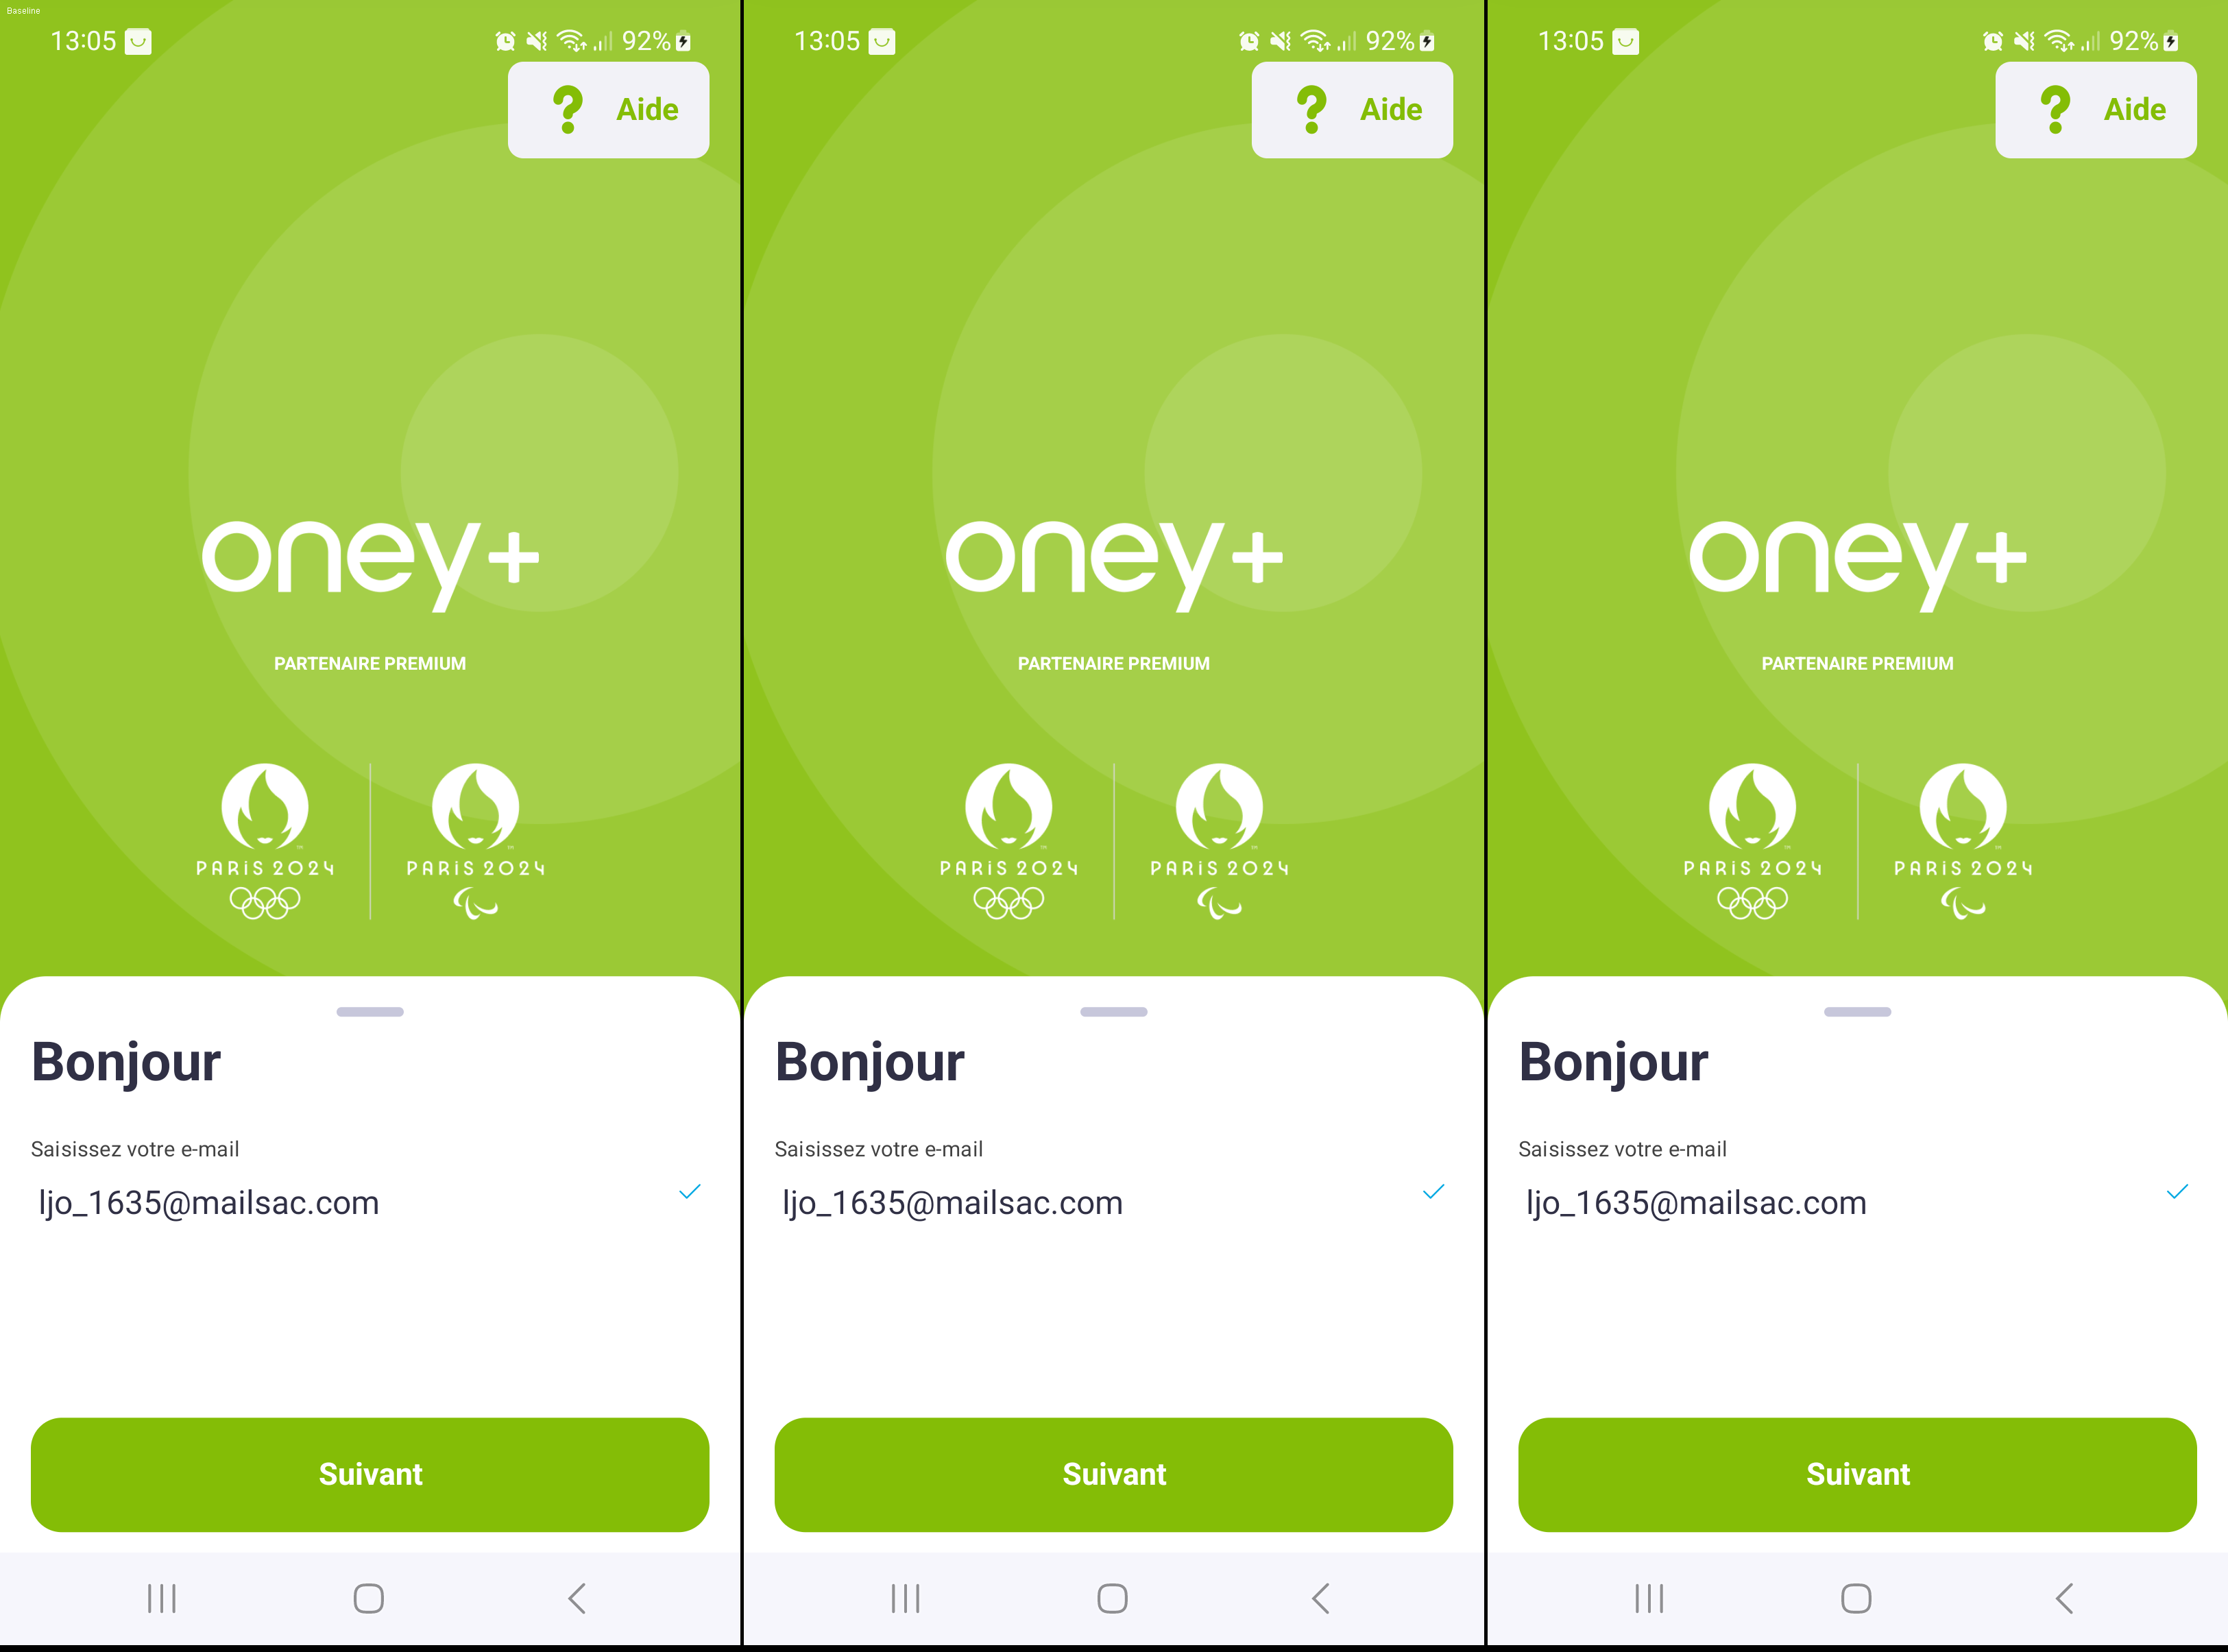 Baseline
13:05 92%
Aide
oney+
PARTENAIRE PREMIUM
PARiS 2024 PARiS 2024
Bonjour
Saisissez votre e-mail
ljo_1635@mailsac.com
Suivant
13:05 92%
Aide
oney+
PARTENAIRE PREMIUM
PARiS 2024 PARiS 2024
Bonjour
Saisissez votre e-mail
ljo_1635@mailsac.com
Suivant
13:05 92%
Aide
oney+
PARTENAIRE PREMIUM
PARiS 2024 PARiS 2024
Bonjour
Saisissez votre e-mail
ljo_1635@mailsac.com
Suivant